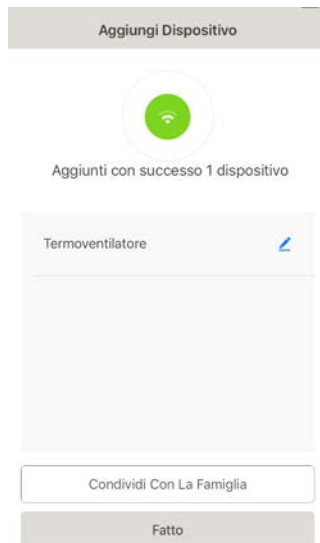 Aggiungi Dispositivo
Aggiunti con successo 1 dispositivo
Termoventilatore
Condividi Con La Famiglia
Fatto